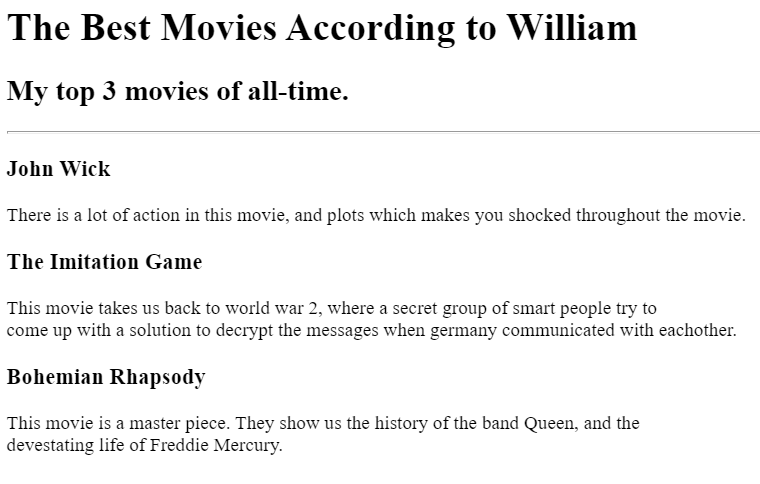 The Best Movies According to William
My top 3 movies of all-time.
John Wick
There is a lot of action in this movie, and plots which makes you shocked throughout the movie.
The Imitation Game
This movie takes us back to world war 2, where a secret group of smart people try to
come up with a solution to decrypt the messages when germany communicated with eachother.
Bohemian Rhapsody
This movie is a master piece. They show us the history of the band Queen, and the
devestating life of Freddie Mercury.